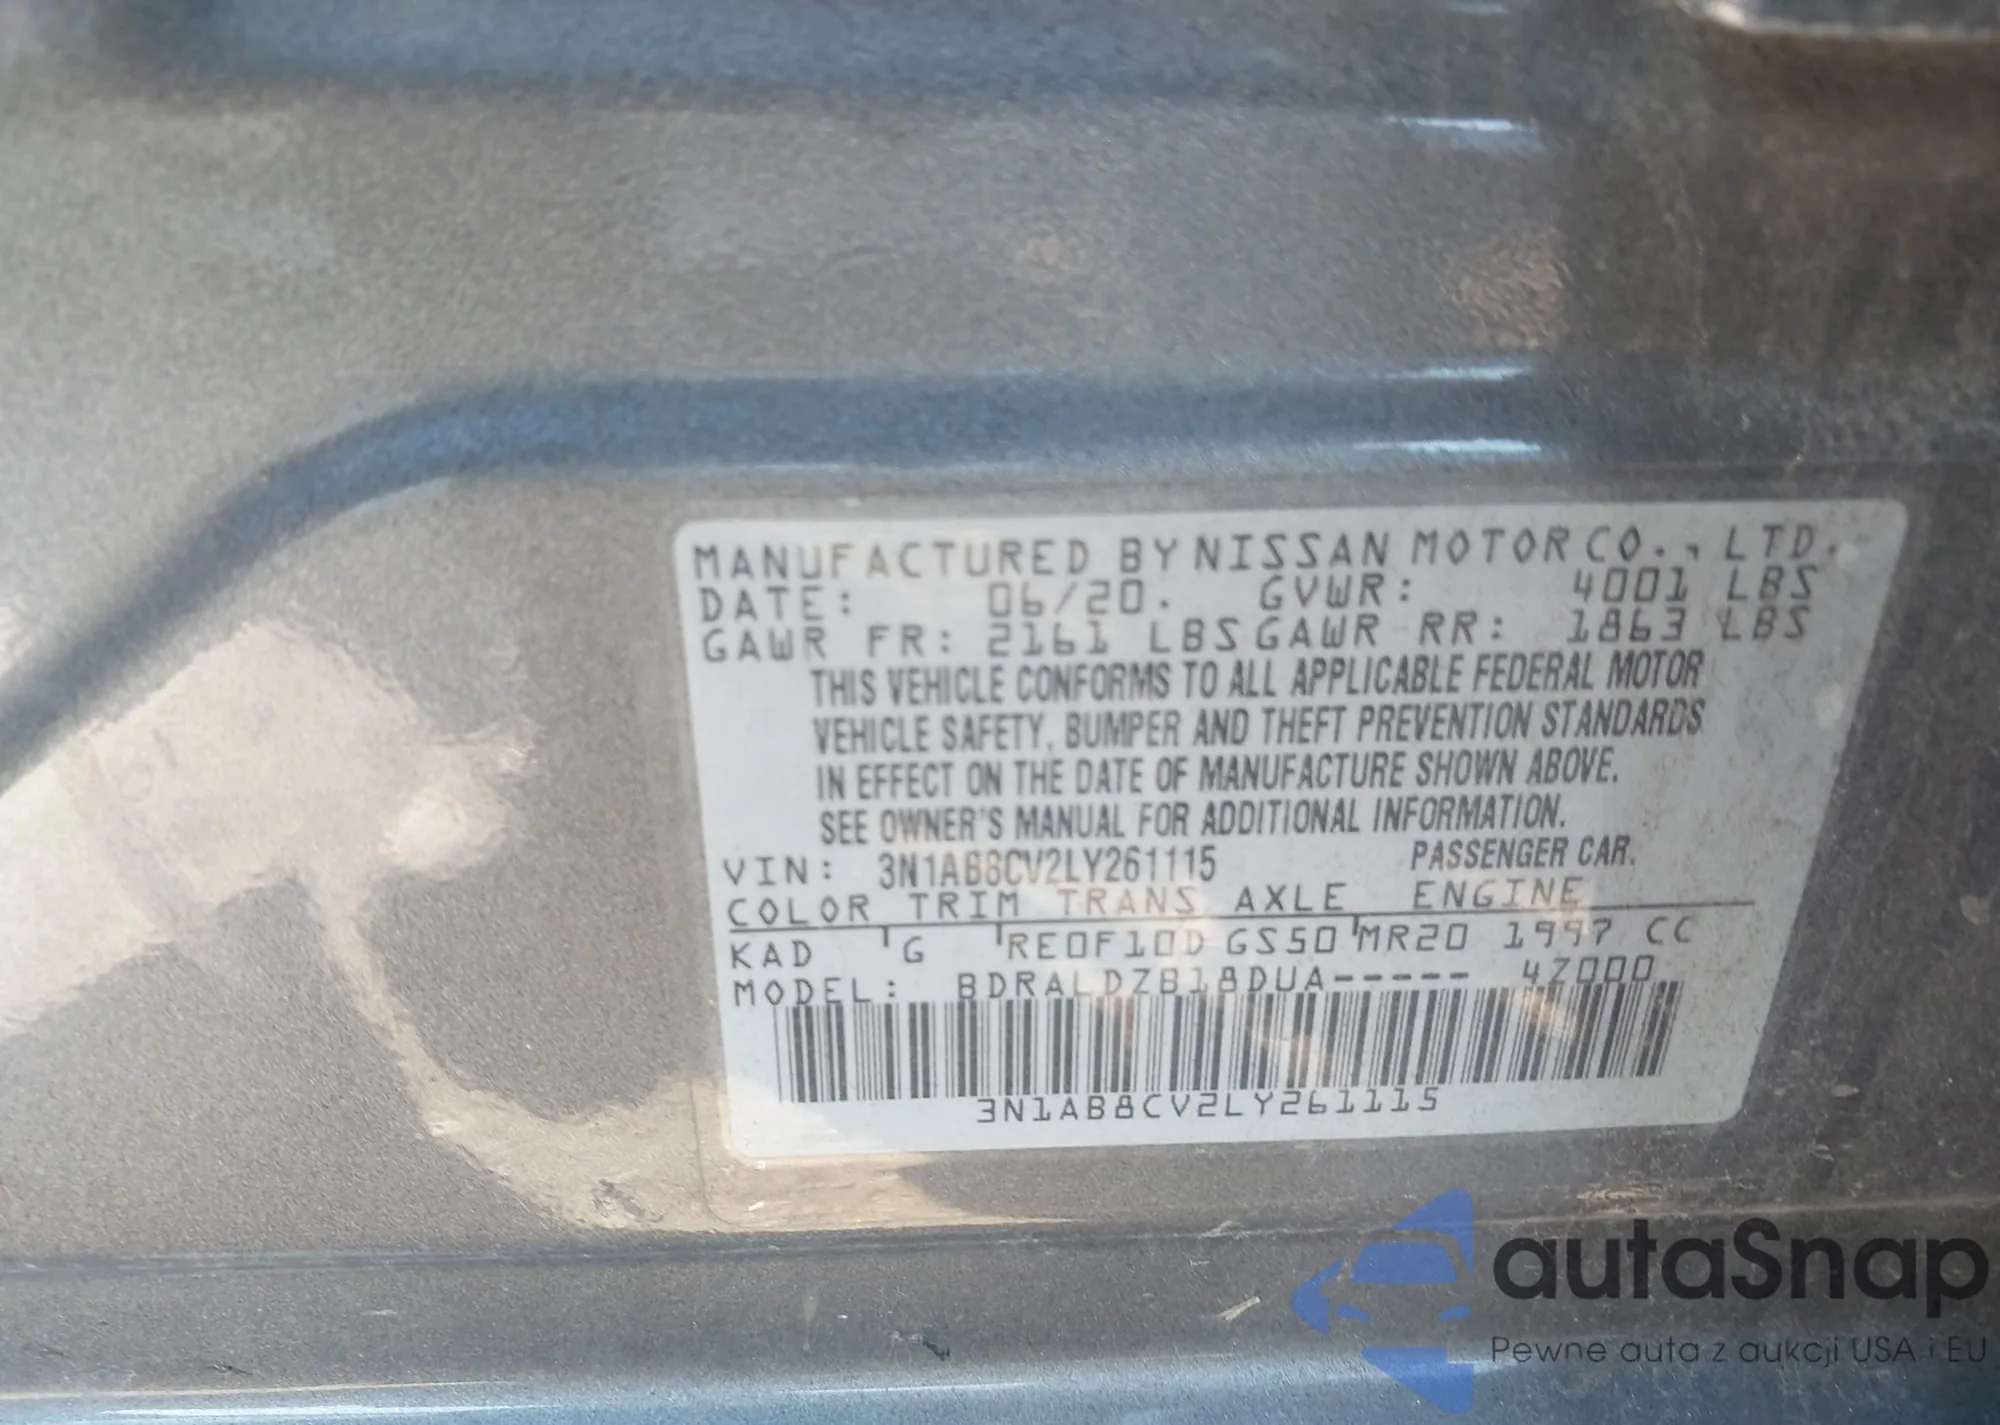 MANUFACTURED BY NISSAN MOTOR CO., LTD.
DATE: 06/20. GVWR: 4001 LBS
GAWR FR: 2161 LBS GAWR RR: 1863 LBS
THIS VEHICLE CONFORMS TO ALL APPLICABLE FEDERAL MOTOR
VEHICLE SAFETY, BUMPER AND THEFT PREVENTION STANDARDS
IN EFFECT ON THE DATE OF MANUFACTURE SHOWN ABOVE.
SEE OWNER'S MANUAL FOR ADDITIONAL INFORMATION.
VIN: 3N1AB8CV2LY261115 PASSENGER CAR.
COLOR TRIM TRANS AXLE ENGINE
KAD G RE0F10D GS50 MR20 1997 CC
MODEL: BDRALDZB18DUA----- 4Z000
3N1AB8CV2LY261115
autaSnap
Pewne auta z aukcji USA i EU